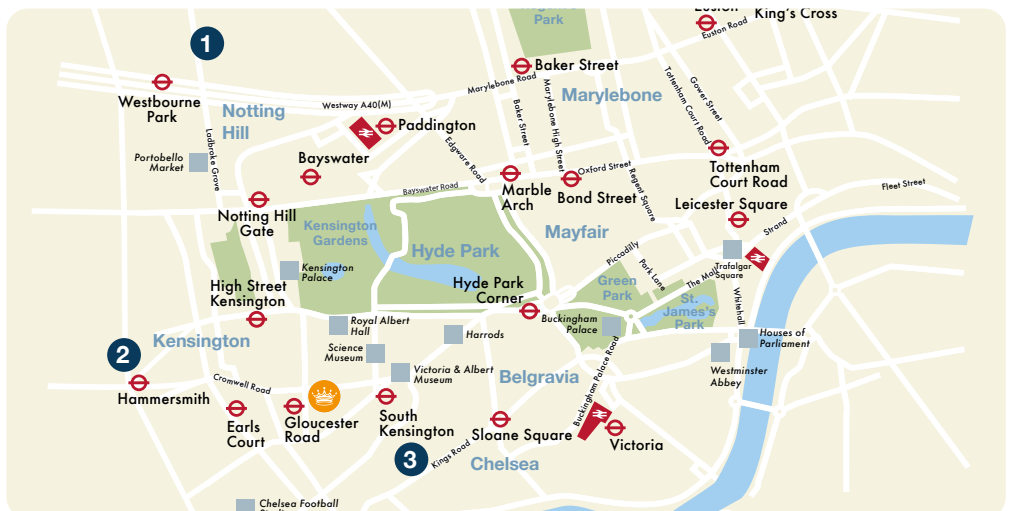 Euston
King's Cross
Euston Road
Park
1
Baker Street
Marylebone Road
Westbourne
Park
Marylebone
Tottenham Court Road
Gower Street
Westway A40(M)
Notting
Hill
Baker Street
Marylebone High Street
Paddington
Ladbroke Grove
Edgware Road
Portobello
Market
Bayswater
Oxford Street
Tottenham
Court Road
Marble
Arch
Bond Street
Regent Square
Bayswater Road
Fleet Street
Leicester Square
Notting Hill
Gate
Kensington
Gardens
Mayfair
Strand
Hyde Park
Piccadilly
Kensington
Palace
Park Lane
The Mall
Trafalgar
Square
High Street
Kensington
Hyde Park
Corner
Green
Park
St.
James's
Park
Whitehall
Royal Albert
Hall
Buckingham
Palace
Houses of
Parliament
Kensington
Harrods
2
Science
Museum
Buckingham Palace Road
Victoria & Albert
Museum
Belgravia
Westminster
Abbey
Hammersmith
Cromwell Road
Earls
Court
Gloucester
Road
South
Kensington
Sloane Square
Victoria
3
Kings Road
Chelsea
Chelsea Football